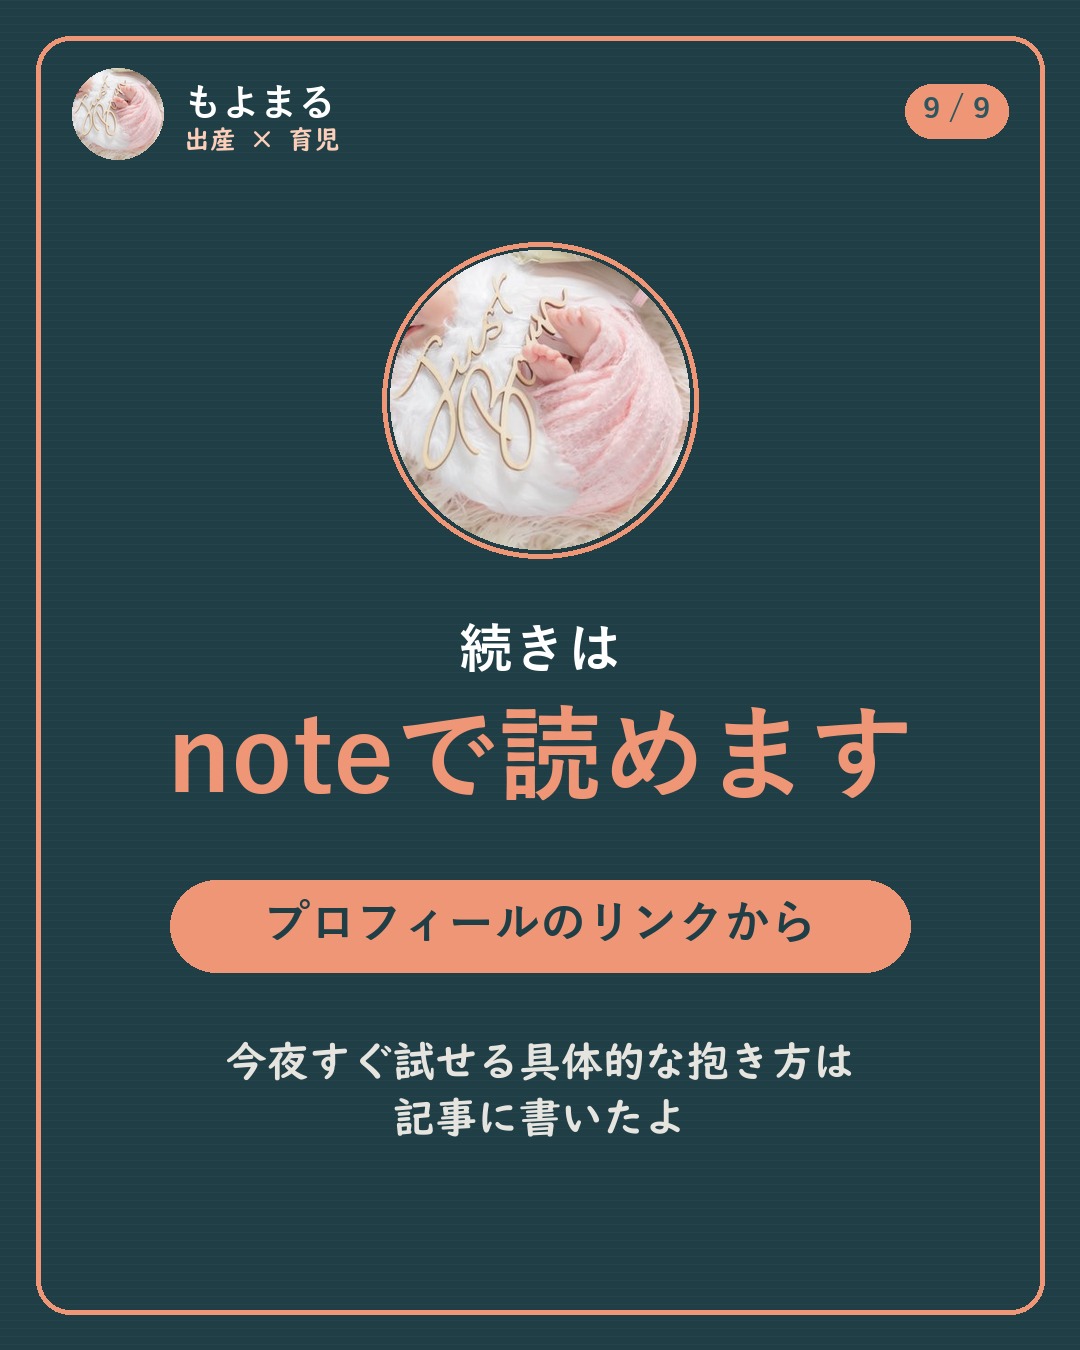 もよまる
出産 × 育児
9 / 9
Just
Born
続きは
noteで読めます
プロフィールのリンクから
今夜すぐ試せる具体的な抱き方は
記事に書いたよ